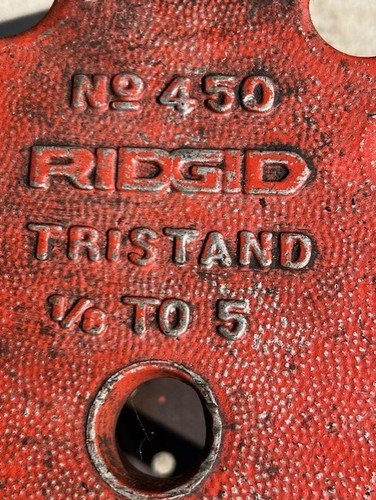 Nº 450
RIDGID
TRISTAND
1/8 TO 5